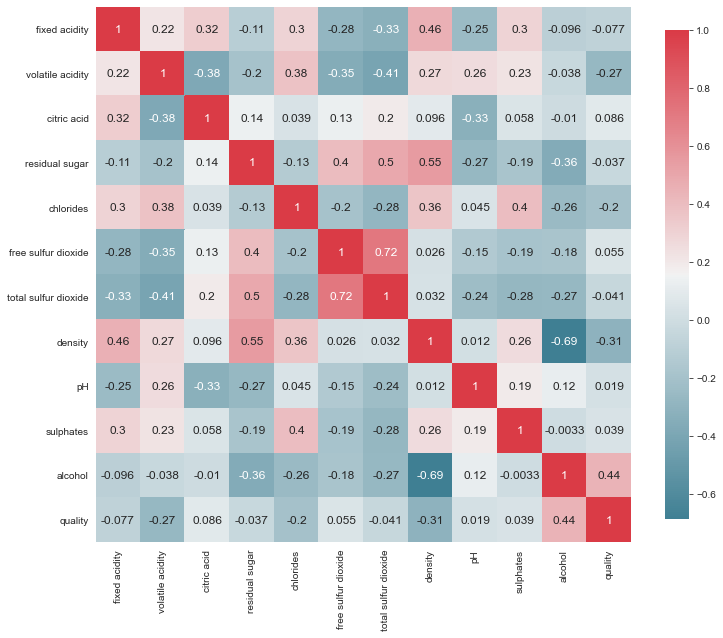 fixed acidity 1 0.22 0.32 -0.11 0.3 -0.28 -0.33 0.46 -0.25 0.3 -0.096 -0.077
volatile acidity 0.22 1 -0.38 -0.2 0.38 -0.35 -0.41 0.27 0.26 0.23 -0.038 -0.27
citric acid 0.32 -0.38 1 0.14 0.039 0.13 0.2 0.096 -0.33 0.058 -0.01 0.086
residual sugar -0.11 -0.2 0.14 1 -0.13 0.4 0.5 0.55 -0.27 -0.19 -0.36 -0.037
chlorides 0.3 0.38 0.039 -0.13 1 -0.2 -0.28 0.36 0.045 0.4 -0.26 -0.2
free sulfur dioxide -0.28 -0.35 0.13 0.4 -0.2 1 0.72 0.026 -0.15 -0.19 -0.18 0.055
total sulfur dioxide -0.33 -0.41 0.2 0.5 -0.28 0.72 1 0.032 -0.24 -0.28 -0.27 -0.041
density 0.46 0.27 0.096 0.55 0.36 0.026 0.032 1 0.012 0.26 -0.69 -0.31
pH -0.25 0.26 -0.33 -0.27 0.045 -0.15 -0.24 0.012 1 0.19 0.12 0.019
sulphates 0.3 0.23 0.058 -0.19 0.4 -0.19 -0.28 0.26 0.19 1 -0.0033 0.039
alcohol -0.096 -0.038 -0.01 -0.36 -0.26 -0.18 -0.27 -0.69 0.12 -0.0033 1 0.44
quality -0.077 -0.27 0.086 -0.037 -0.2 0.055 -0.041 -0.31 0.019 0.039 0.44 1
fixed acidity
volatile acidity
citric acid
residual sugar
chlorides
free sulfur dioxide
total sulfur dioxide
density
pH
sulphates
alcohol
quality
1.0
0.8
0.6
0.4
0.2
0.0
−0.2
−0.4
−0.6